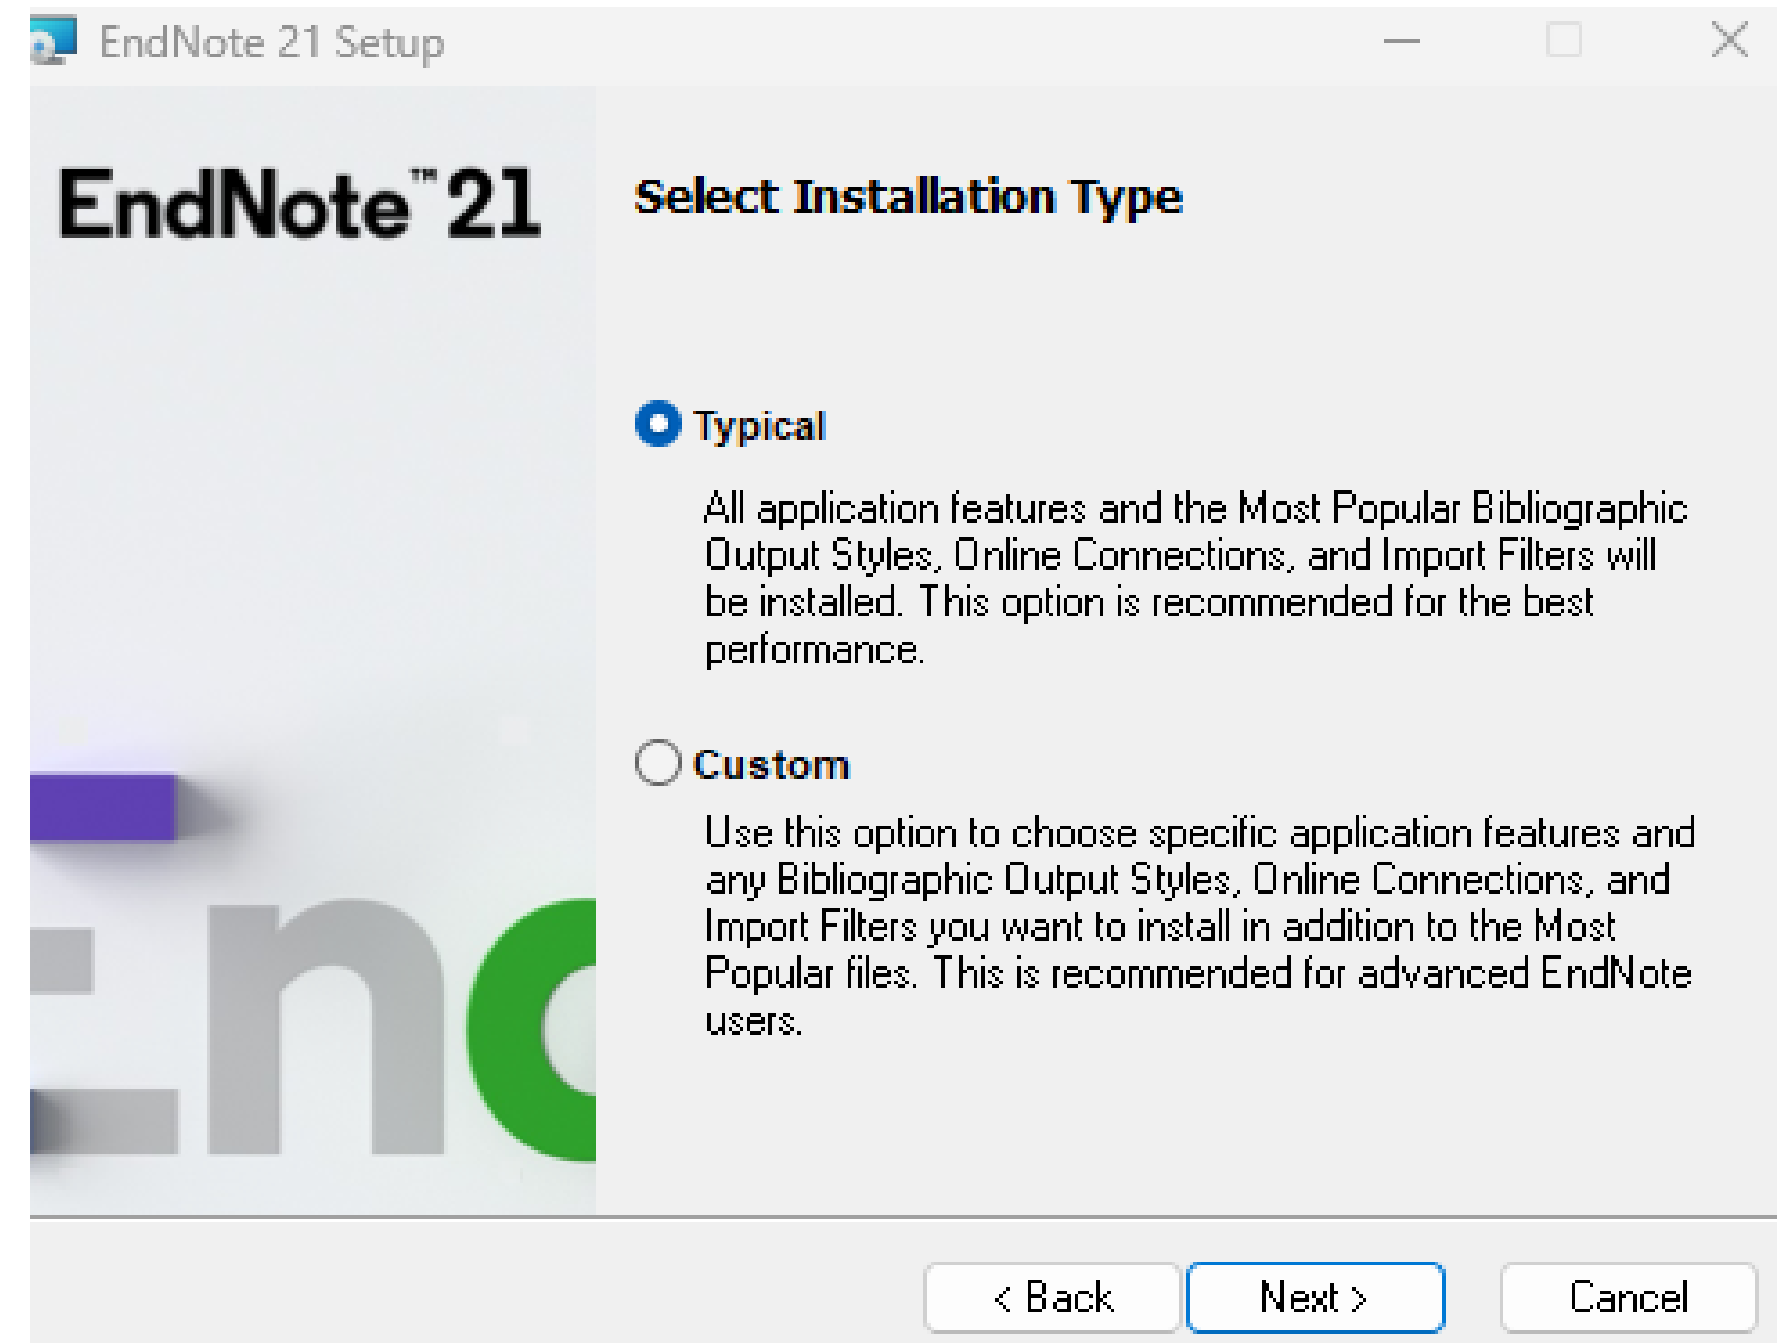 EndNote 21 Setup
EndNote™ 21
Select Installation Type
Typical
All application features and the Most Popular Bibliographic
Output Styles, Online Connections, and Import Filters will
be installed. This option is recommended for the best
performance.
Custom
Use this option to choose specific application features and
any Bibliographic Output Styles, Online Connections, and
Import Filters you want to install in addition to the Most
Popular files. This is recommended for advanced EndNote
users.
En
< Back
Next >
Cancel